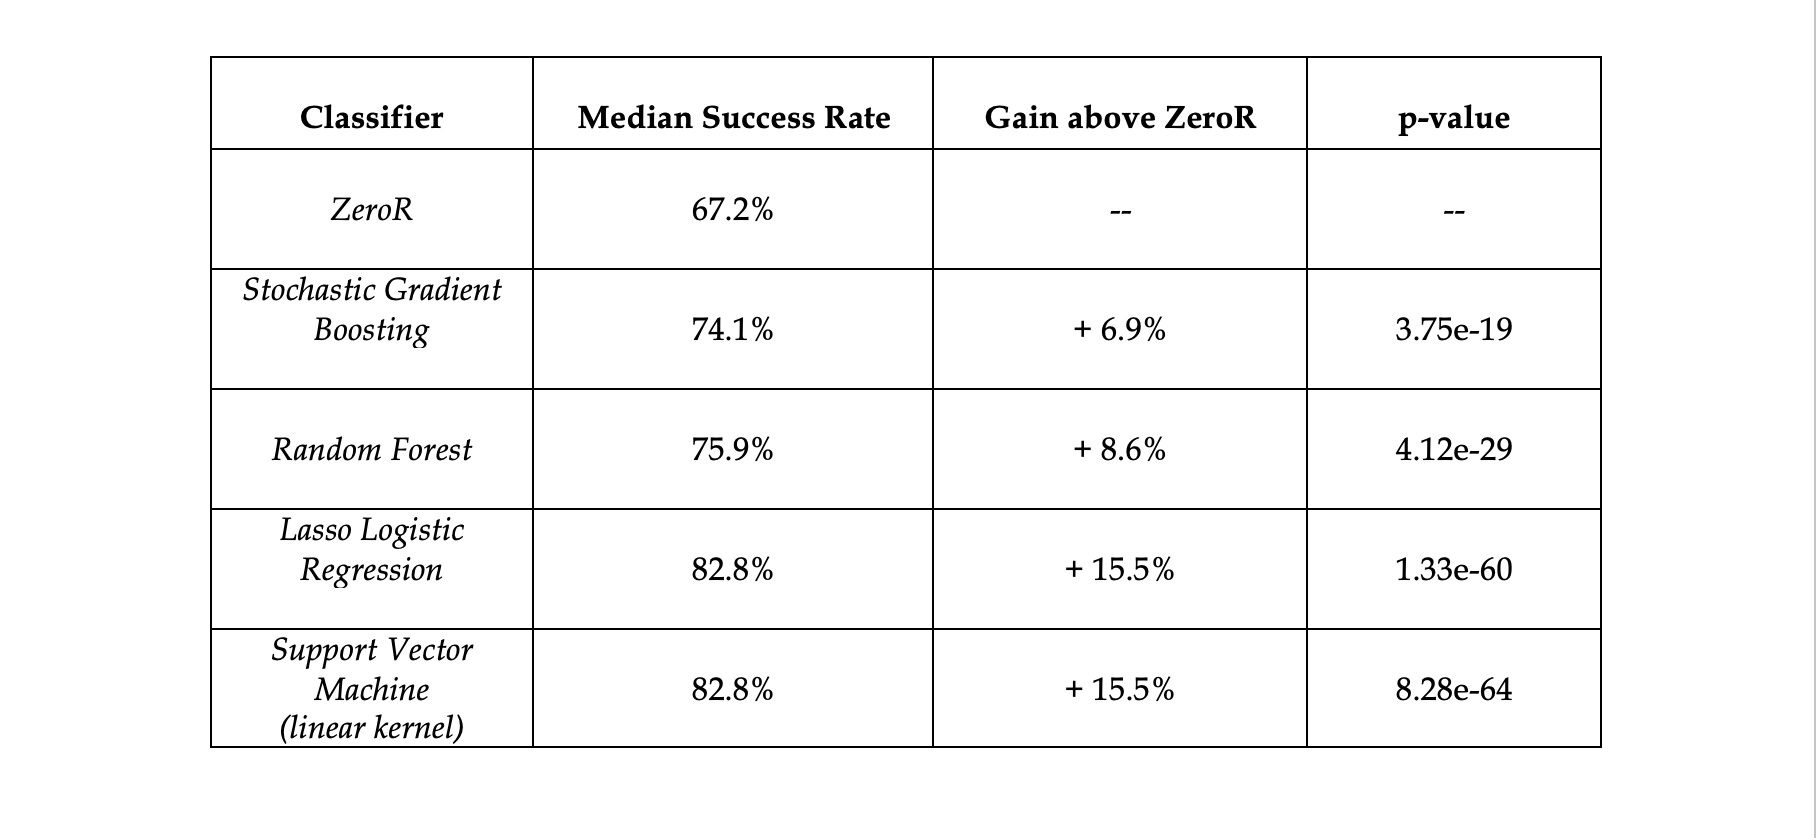 Classifier Median Success Rate Gain above ZeroR p-value
ZeroR 67.2% -- --
Stochastic Gradient
Boosting 74.1% + 6.9% 3.75e-19
Random Forest 75.9% + 8.6% 4.12e-29
Lasso Logistic
Regression 82.8% + 15.5% 1.33e-60
Support Vector
Machine 82.8% + 15.5% 8.28e-64
(linear kernel)